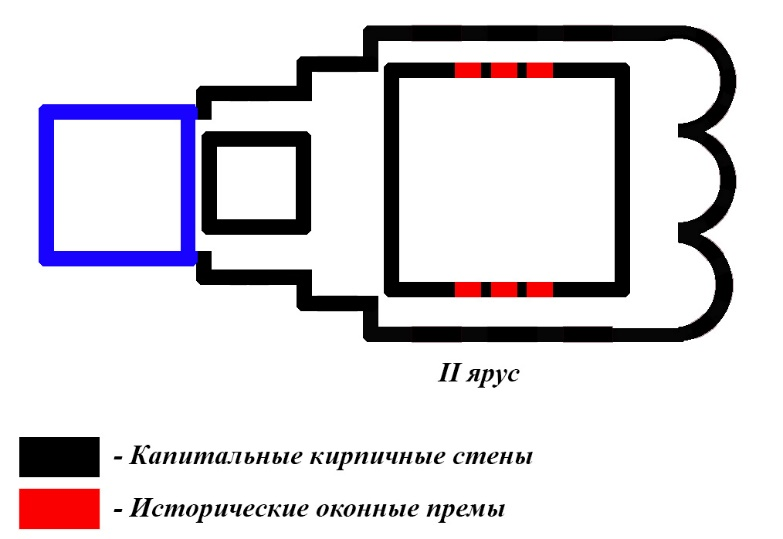 II ярус
- Капитальные кирпичные стены
- Исторические оконные премы